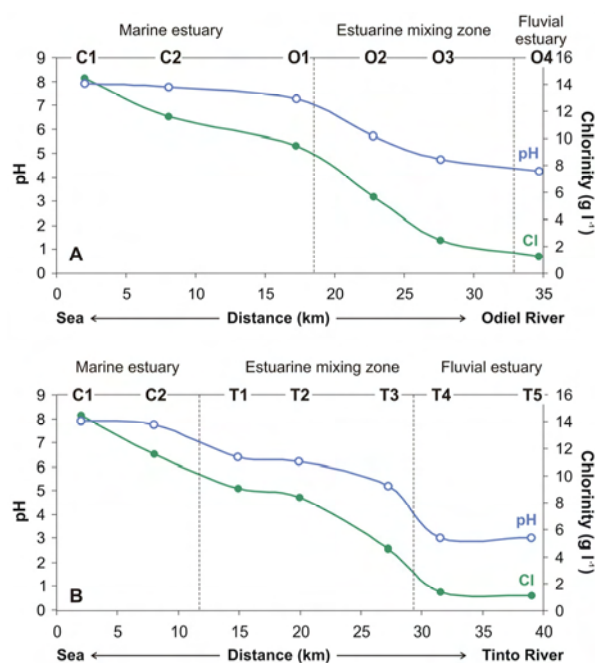 Marine estuary Estuarine mixing zone Fluvial estuary
C1 C2 O1 O2 O3 O4
9 8 7 6 5 4 3 2 1 0
pH
16 14 12 10 8 6 4 2 0
Chlorinity (g l⁻¹)
pH
Cl
A
0 5 10 15 20 25 30 35
Sea Distance (km) Odiel River
Marine estuary Estuarine mixing zone Fluvial estuary
C1 C2 T1 T2 T3 T4 T5
9 8 7 6 5 4 3 2 1 0
pH
16 14 12 10 8 6 4 2 0
Chlorinity (g l⁻¹)
pH
Cl
B
0 5 10 15 20 25 30 35 40
Sea Distance (km) Tinto River